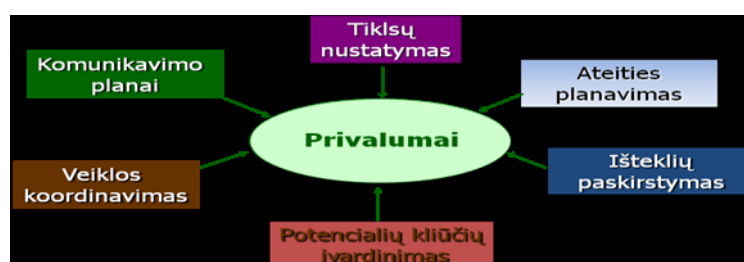 Tiklsų
nustatymas
Komunikavimo
planai
Ateities
planavimas
Privalumai
Veiklos
koordinavimas
Išteklių
paskirstymas
Potencialių kliūčių
įvardinimas